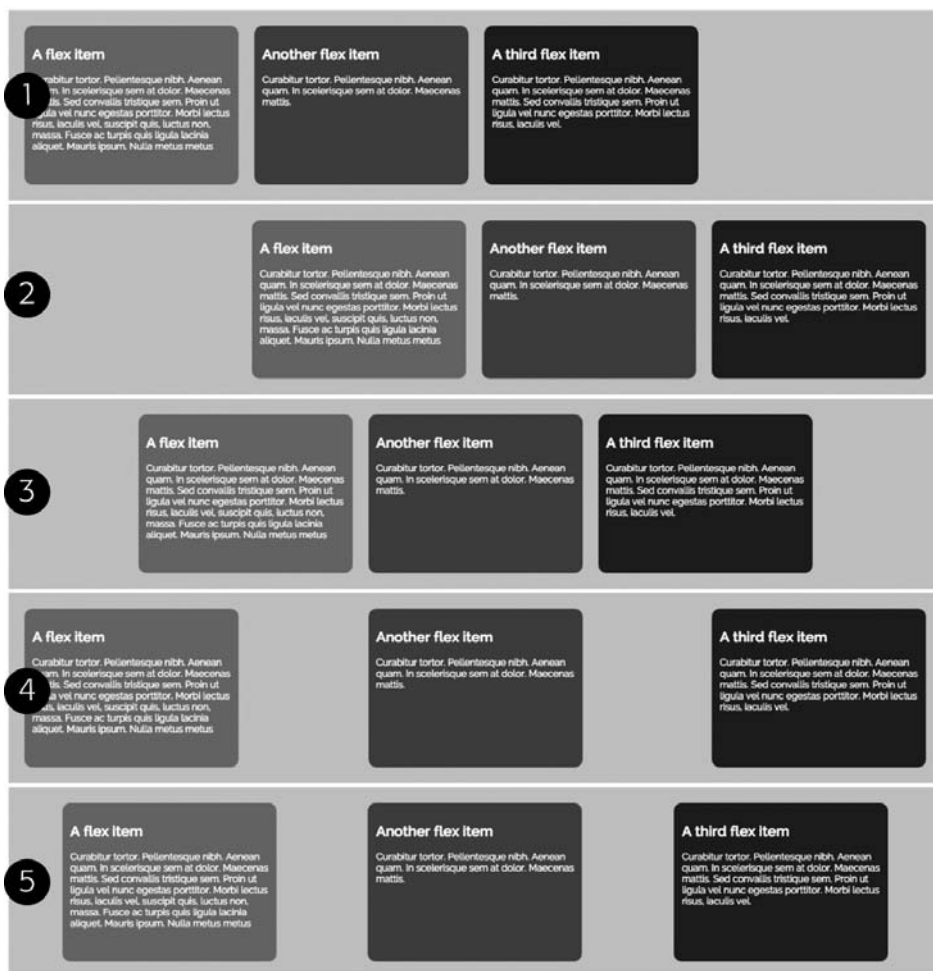 A flex item
Another flex item
A third flex item
1
Curabitur tortor. Pellentesque nibh. Aenean
quam. In scelerisque sem at dolor. Maecenas
mattis. Sed convallis tristique sem. Proin ut
ligula vel nunc egestas porttitor. Morbi lectus
risus, iaculis vel, suscipit quis, luctus non,
massa. Fusce ac turpis quis ligula lacinia
aliquet. Mauris ipsum. Nulla metus metus
Curabitur tortor. Pellentesque nibh. Aenean
quam. In scelerisque sem at dolor. Maecenas
mattis.
Curabitur tortor. Pellentesque nibh. Aenean
quam. In scelerisque sem at dolor. Maecenas
mattis. Sed convallis tristique sem. Proin ut
ligula vel nunc egestas porttitor. Morbi lectus
risus, iaculis vel.
2
A flex item
Another flex item
A third flex item
Curabitur tortor. Pellentesque nibh. Aenean
quam. In scelerisque sem at dolor. Maecenas
mattis. Sed convallis tristique sem. Proin ut
ligula vel nunc egestas porttitor. Morbi lectus
risus, iaculis vel, suscipit quis, luctus non,
massa. Fusce ac turpis quis ligula lacinia
aliquet. Mauris ipsum. Nulla metus metus
Curabitur tortor. Pellentesque nibh. Aenean
quam. In scelerisque sem at dolor. Maecenas
mattis.
Curabitur tortor. Pellentesque nibh. Aenean
quam. In scelerisque sem at dolor. Maecenas
mattis. Sed convallis tristique sem. Proin ut
ligula vel nunc egestas porttitor. Morbi lectus
risus, iaculis vel.
3
A flex item
Another flex item
A third flex item
Curabitur tortor. Pellentesque nibh. Aenean
quam. In scelerisque sem at dolor. Maecenas
mattis. Sed convallis tristique sem. Proin ut
ligula vel nunc egestas porttitor. Morbi lectus
risus, iaculis vel, suscipit quis, luctus non,
massa. Fusce ac turpis quis ligula lacinia
aliquet. Mauris ipsum. Nulla metus metus
Curabitur tortor. Pellentesque nibh. Aenean
quam. In scelerisque sem at dolor. Maecenas
mattis.
Curabitur tortor. Pellentesque nibh. Aenean
quam. In scelerisque sem at dolor. Maecenas
mattis. Sed convallis tristique sem. Proin ut
ligula vel nunc egestas porttitor. Morbi lectus
risus, iaculis vel.
4
A flex item
Another flex item
A third flex item
Curabitur tortor. Pellentesque nibh. Aenean
quam. In scelerisque sem at dolor. Maecenas
mattis. Sed convallis tristique sem. Proin ut
ligula vel nunc egestas porttitor. Morbi lectus
risus, iaculis vel, suscipit quis, luctus non,
massa. Fusce ac turpis quis ligula lacinia
aliquet. Mauris ipsum. Nulla metus metus
Curabitur tortor. Pellentesque nibh. Aenean
quam. In scelerisque sem at dolor. Maecenas
mattis.
Curabitur tortor. Pellentesque nibh. Aenean
quam. In scelerisque sem at dolor. Maecenas
mattis. Sed convallis tristique sem. Proin ut
ligula vel nunc egestas porttitor. Morbi lectus
risus, iaculis vel.
5
A flex item
Another flex item
A third flex item
Curabitur tortor. Pellentesque nibh. Aenean
quam. In scelerisque sem at dolor. Maecenas
mattis. Sed convallis tristique sem. Proin ut
ligula vel nunc egestas porttitor. Morbi lectus
risus, iaculis vel, suscipit quis, luctus non,
massa. Fusce ac turpis quis ligula lacinia
aliquet. Mauris ipsum. Nulla metus metus
Curabitur tortor. Pellentesque nibh. Aenean
quam. In scelerisque sem at dolor. Maecenas
mattis.
Curabitur tortor. Pellentesque nibh. Aenean
quam. In scelerisque sem at dolor. Maecenas
mattis. Sed convallis tristique sem. Proin ut
ligula vel nunc egestas porttitor. Morbi lectus
risus, iaculis vel.